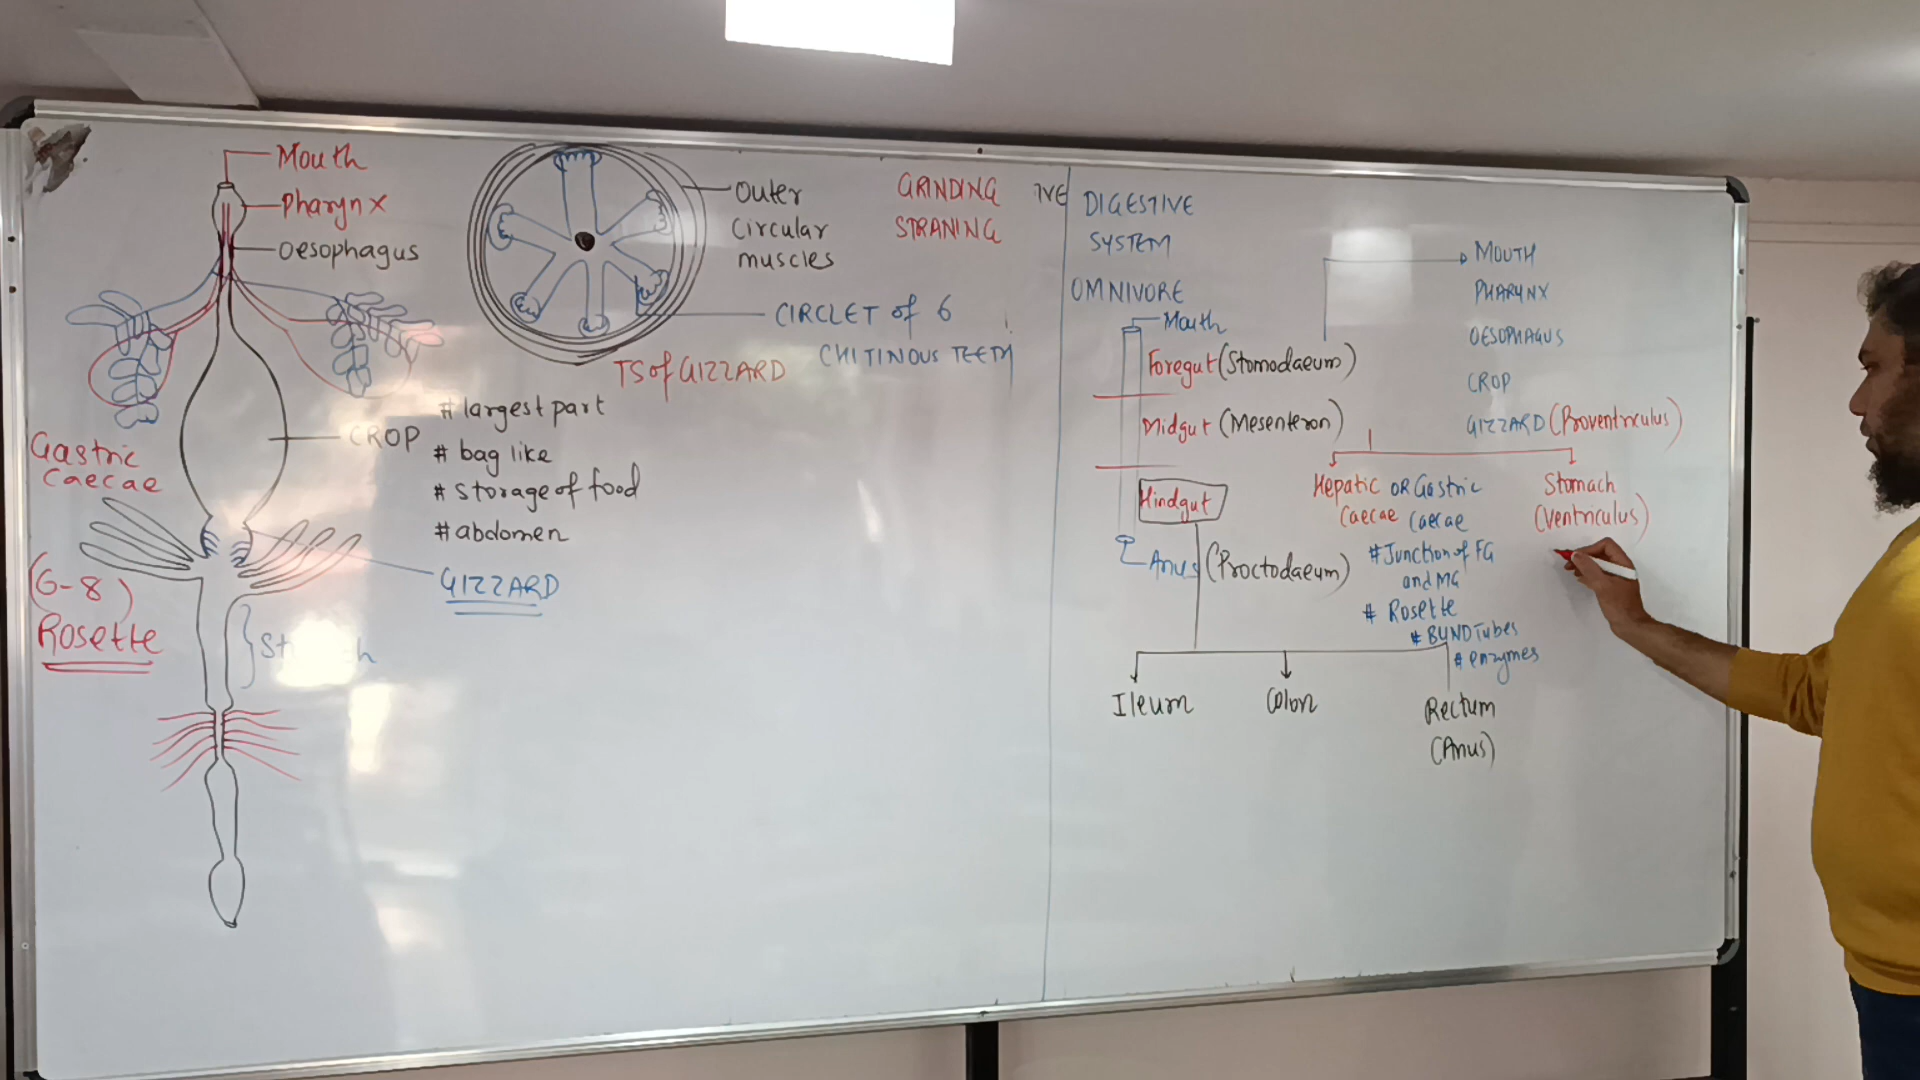 Mouth
Pharynx
Oesophagus
Gastric
Caecae
(6-8)
Rosette
CROP
# largest part
# bag like
# storage of food
# abdomen
GIZZARD
Outer
Circular
muscles
CIRCLET of 6
CHITINOUS TEETH
TS of GIZZARD
GRINDING
STRANING
IVE
DIGESTIVE
SYSTEM
OMNIVORE
Mouth
Foregut (Stomodaeum)
Midgut (Mesenteron)
Hindgut
Anus (Proctodaeum)
MOUTH
PHARYNX
OESOPHAGUS
CROP
GIZZARD (Proventriculus)
Hepatic OR Gastric
Caecae Caecae
# Junction of FG
and MG
# Rosette
# BLIND Tubes
# enzymes
Stomach
(Ventriculus)
Ileum
Colon
Rectum
(Anus)